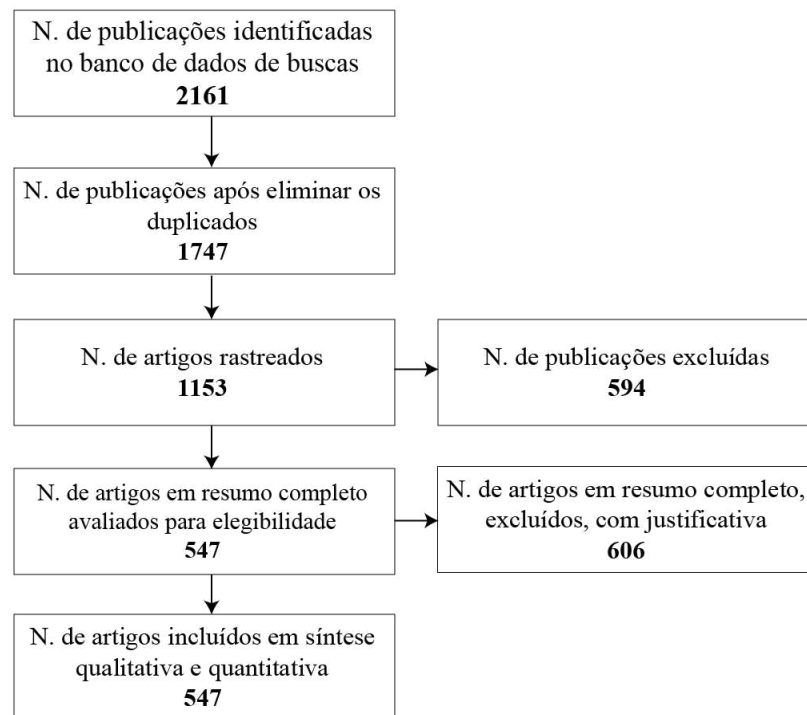 N. de publicações identificadas
no banco de dados de buscas
2161
N. de publicações após eliminar os
duplicados
1747
N. de artigos rastreados
1153
N. de publicações excluídas
594
N. de artigos em resumo completo
avaliados para elegibilidade
547
N. de artigos em resumo completo,
excluídos, com justificativa
606
N. de artigos incluídos em síntese
qualitativa e quantitativa
547